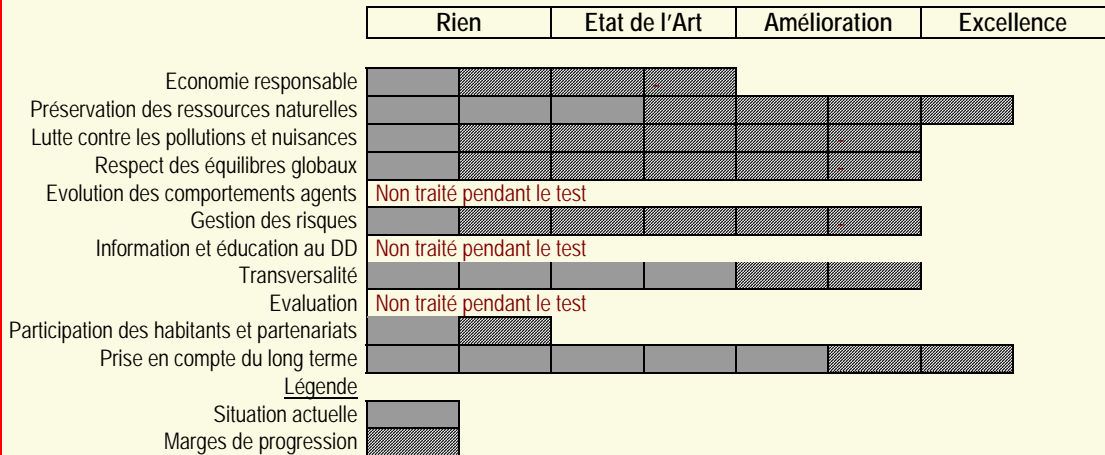 Rien Etat de l'Art Amélioration Excellence
Economie responsable -
Préservation des ressources naturelles
Lutte contre les pollutions et nuisances -
Respect des équilibres globaux -
Evolution des comportements agents Non traité pendant le test
Gestion des risques -
Information et éducation au DD Non traité pendant le test
Transversalité
Evaluation Non traité pendant le test
Participation des habitants et partenariats
Prise en compte du long terme
Légende
Situation actuelle
Marges de progression